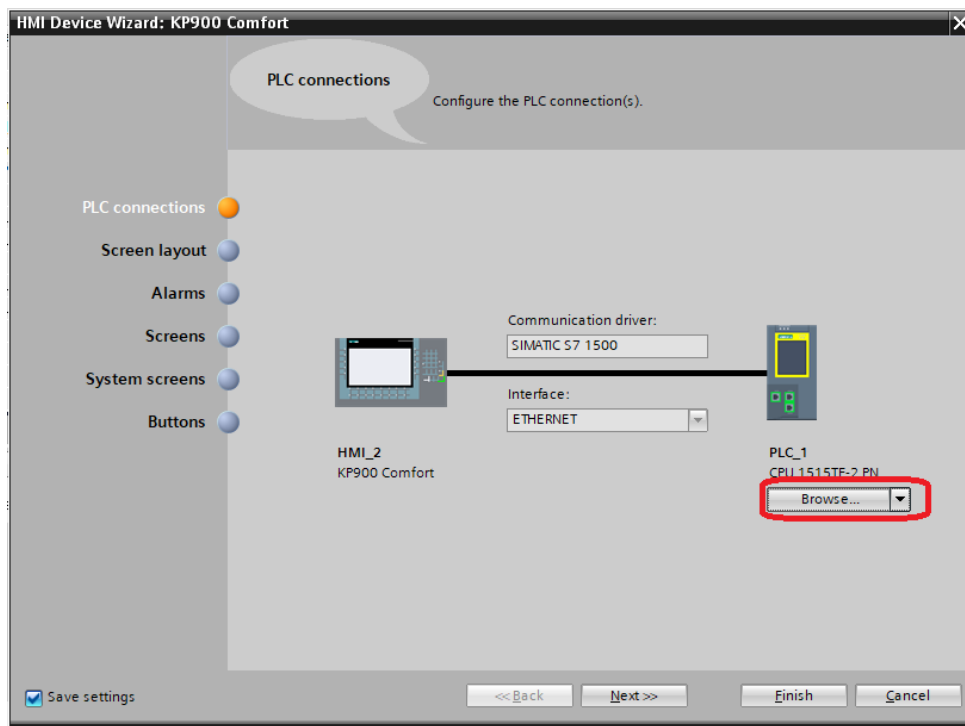 HMI Device Wizard: KP900 Comfort
PLC connections
Configure the PLC connection(s).
PLC connections
Screen layout
Alarms
Screens
System screens
Buttons
Communication driver:
SIMATIC S7 1500
Interface:
ETHERNET
HMI_2
KP900 Comfort
PLC_1
CPU 1515TF-2 PN
Browse...
Save settings
<<Back
Next>>
Finish
Cancel